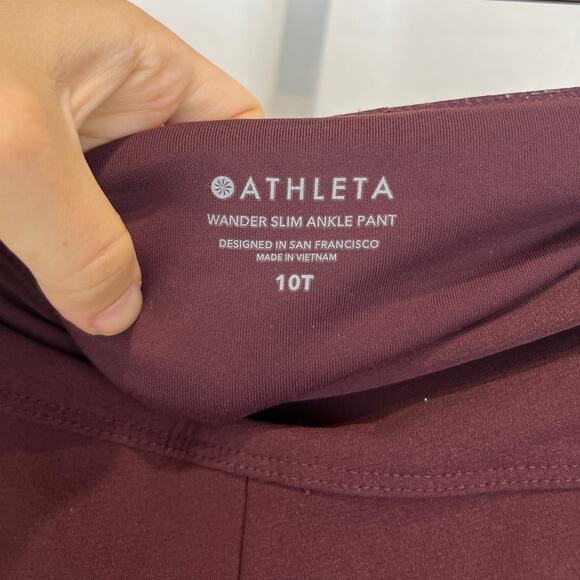 ATHLETA
WANDER SLIM ANKLE PANT
DESIGNED IN SAN FRANCISCO
MADE IN VIETNAM
10T